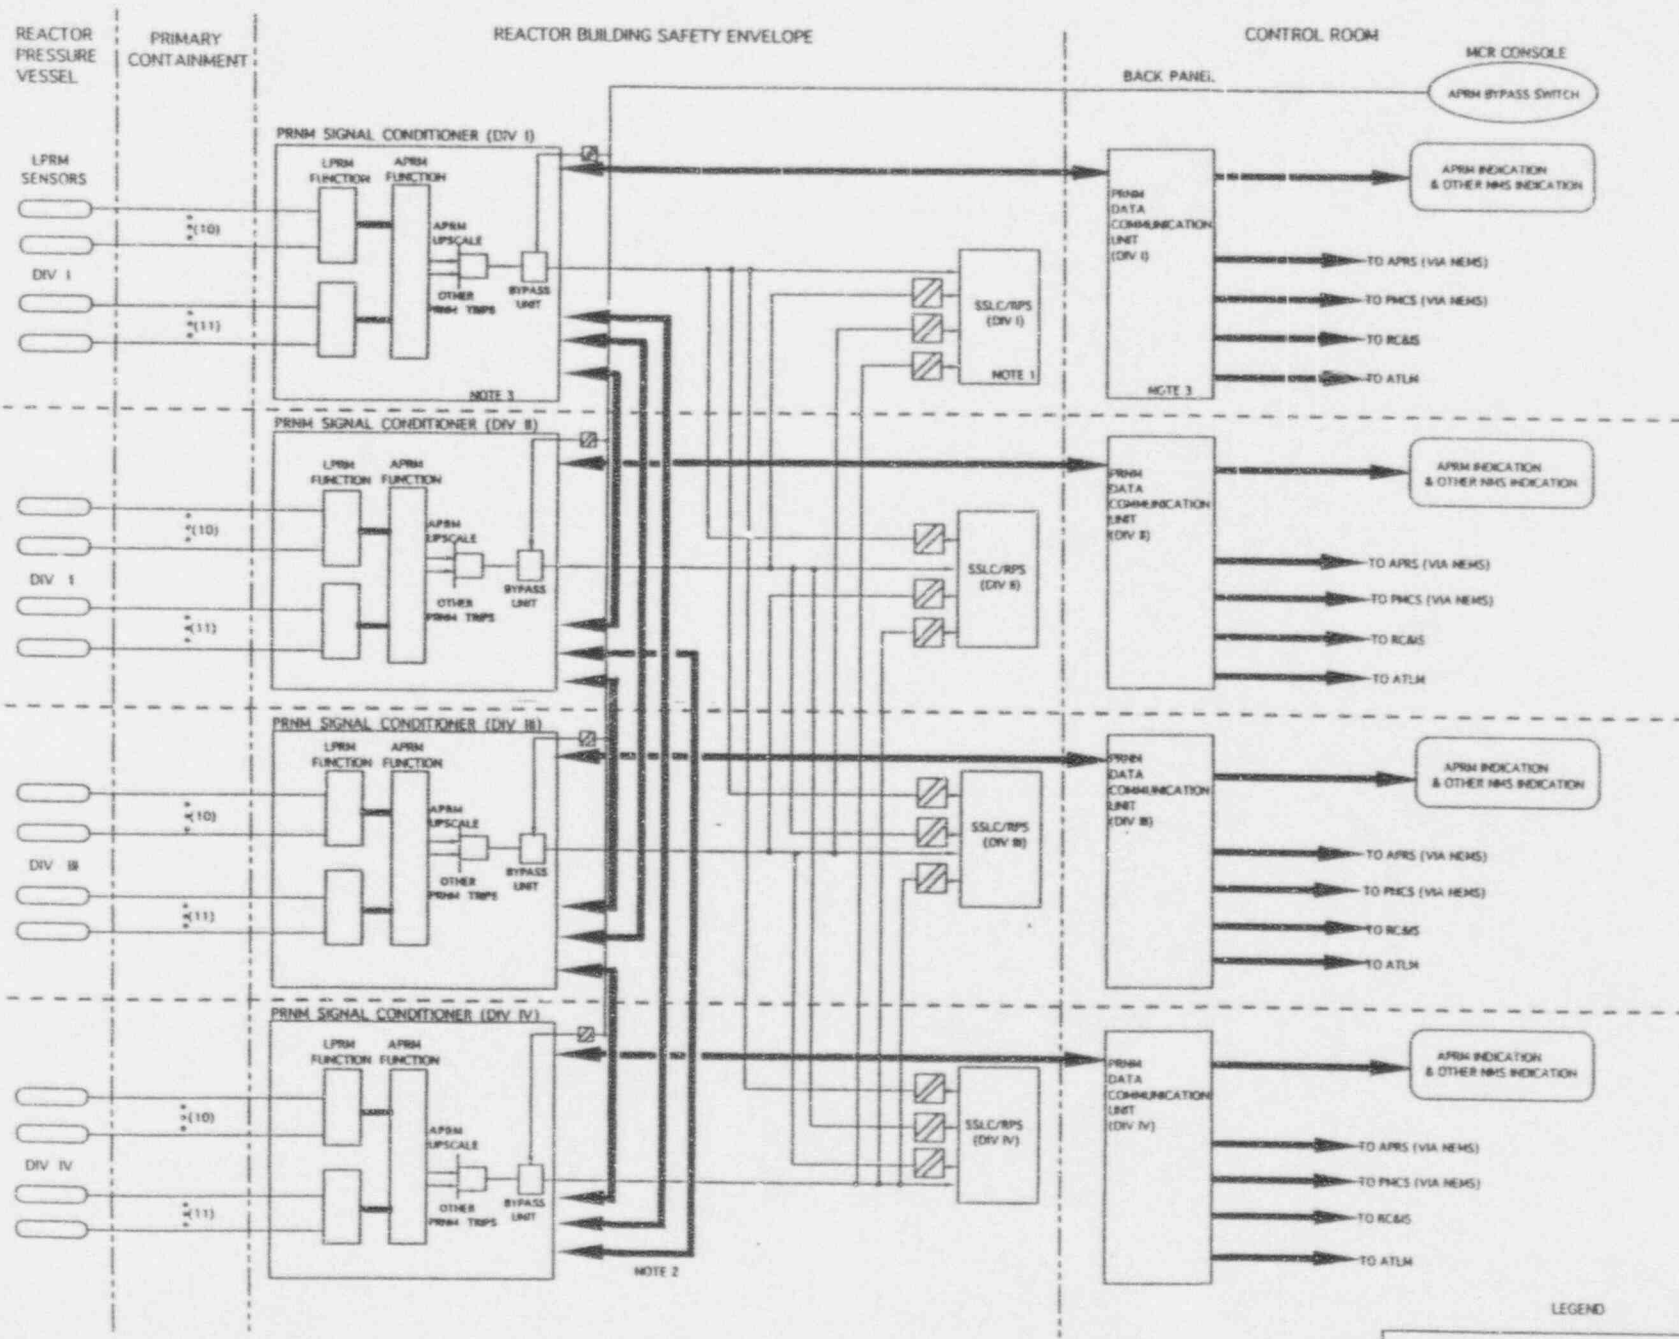 REACTOR
PRESSURE
VESSEL
PRIMARY
CONTAINMENT
REACTOR BUILDING SAFETY ENVELOPE
CONTROL ROOM
MCR CONSOLE
BACK PANEL
APRM BYPASS SWITCH
LPRM
SENSORS
(10)
DIV I
(11)
PRNM SIGNAL CONDITIONER (DIV I)
LPRM
FUNCTION
APRM
FUNCTION
APRM
UPSCALE
OTHER
PRNM TRIPS
BYPASS
UNIT
NOTE 3
SSLC/RPS
(DIV I)
NOTE 1
PRNM
DATA
COMMUNICATION
UNIT
(DIV I)
NOTE 3
APRM INDICATION
& OTHER NMS INDICATION
TO APRS (VIA NEMS)
TO PMCS (VIA NEMS)
TO RC&IS
TO ATLM
(10)
DIV
(11)
PRNM SIGNAL CONDITIONER (DIV II)
LPRM
FUNCTION
APRM
FUNCTION
APRM
UPSCALE
OTHER
PRNM TRIPS
BYPASS
UNIT
SSLC/RPS
(DIV II)
PRNM
DATA
COMMUNICATION
UNIT
(DIV II)
APRM INDICATION
& OTHER NMS INDICATION
TO APRS (VIA NEMS)
TO PMCS (VIA NEMS)
TO RC&IS
TO ATLM
(10)
DIV III
(11)
PRNM SIGNAL CONDITIONER (DIV III)
LPRM
FUNCTION
APRM
FUNCTION
APRM
UPSCALE
OTHER
PRNM TRIPS
BYPASS
UNIT
SSLC/RPS
(DIV III)
PRNM
DATA
COMMUNICATION
UNIT
(DIV III)
APRM INDICATION
& OTHER NMS INDICATION
TO APRS (VIA NEMS)
TO PMCS (VIA NEMS)
TO RC&IS
TO ATLM
(10)
DIV IV
(11)
PRNM SIGNAL CONDITIONER (DIV IV)
LPRM
FUNCTION
APRM
FUNCTION
APRM
UPSCALE
OTHER
PRNM TRIPS
BYPASS
UNIT
NOTE 2
SSLC/RPS
(DIV IV)
PRNM
DATA
COMMUNICATION
UNIT
(DIV IV)
APRM INDICATION
& OTHER NMS INDICATION
TO APRS (VIA NEMS)
TO PMCS (VIA NEMS)
TO RC&IS
TO ATLM
LEGEND